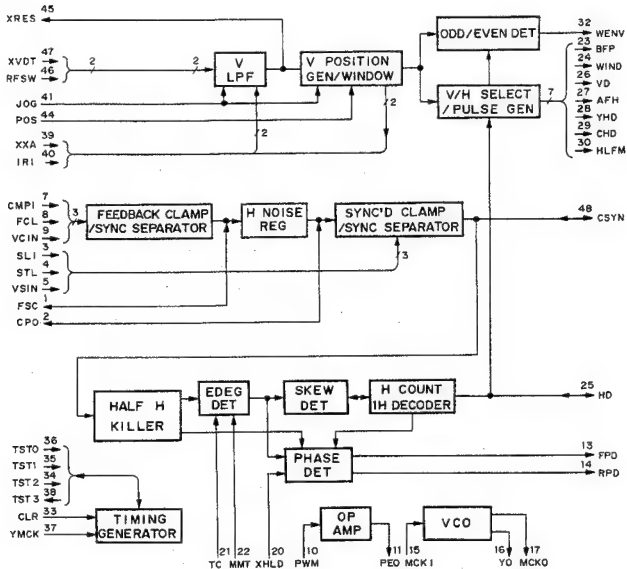 XRES 45
XVDT 47
RFSW 46
2
2
V LPF
V POSITION GEN/WINDOW
ODD/EVEN DET
32 WENV
23 BFP
24 WIND
26 VD
27 AFH
28 YHD
29 CHD
30 HLFM
V/H SELECT /PULSE GEN
7
JOG 41
POS 44
XXA 39
IRI 40
2
2
CMPI 7
FCL 8
VCIN 9
3
FEEDBACK CLAMP /SYNC SEPARATOR
H NOISE REG
SYNC'D CLAMP /SYNC SEPARATOR
48 CSYN
SLI 3
STL 4
VSIN 5
3
FSC 1
CPO 2
HALF H KILLER
EDEG DET
SKEW DET
H COUNT 1H DECODER
25 HD
PHASE DET
13 FPD
14 RPD
TST0 36
TST1 35
TST2 34
TST3 38
CLR 33
YMCK 37
TIMING GENERATOR
OP AMP
VCO
21 TC
22 MMT
20 XHLD
10 PWM
11 PEO
15 MCKI
16 YO
17 MCKO